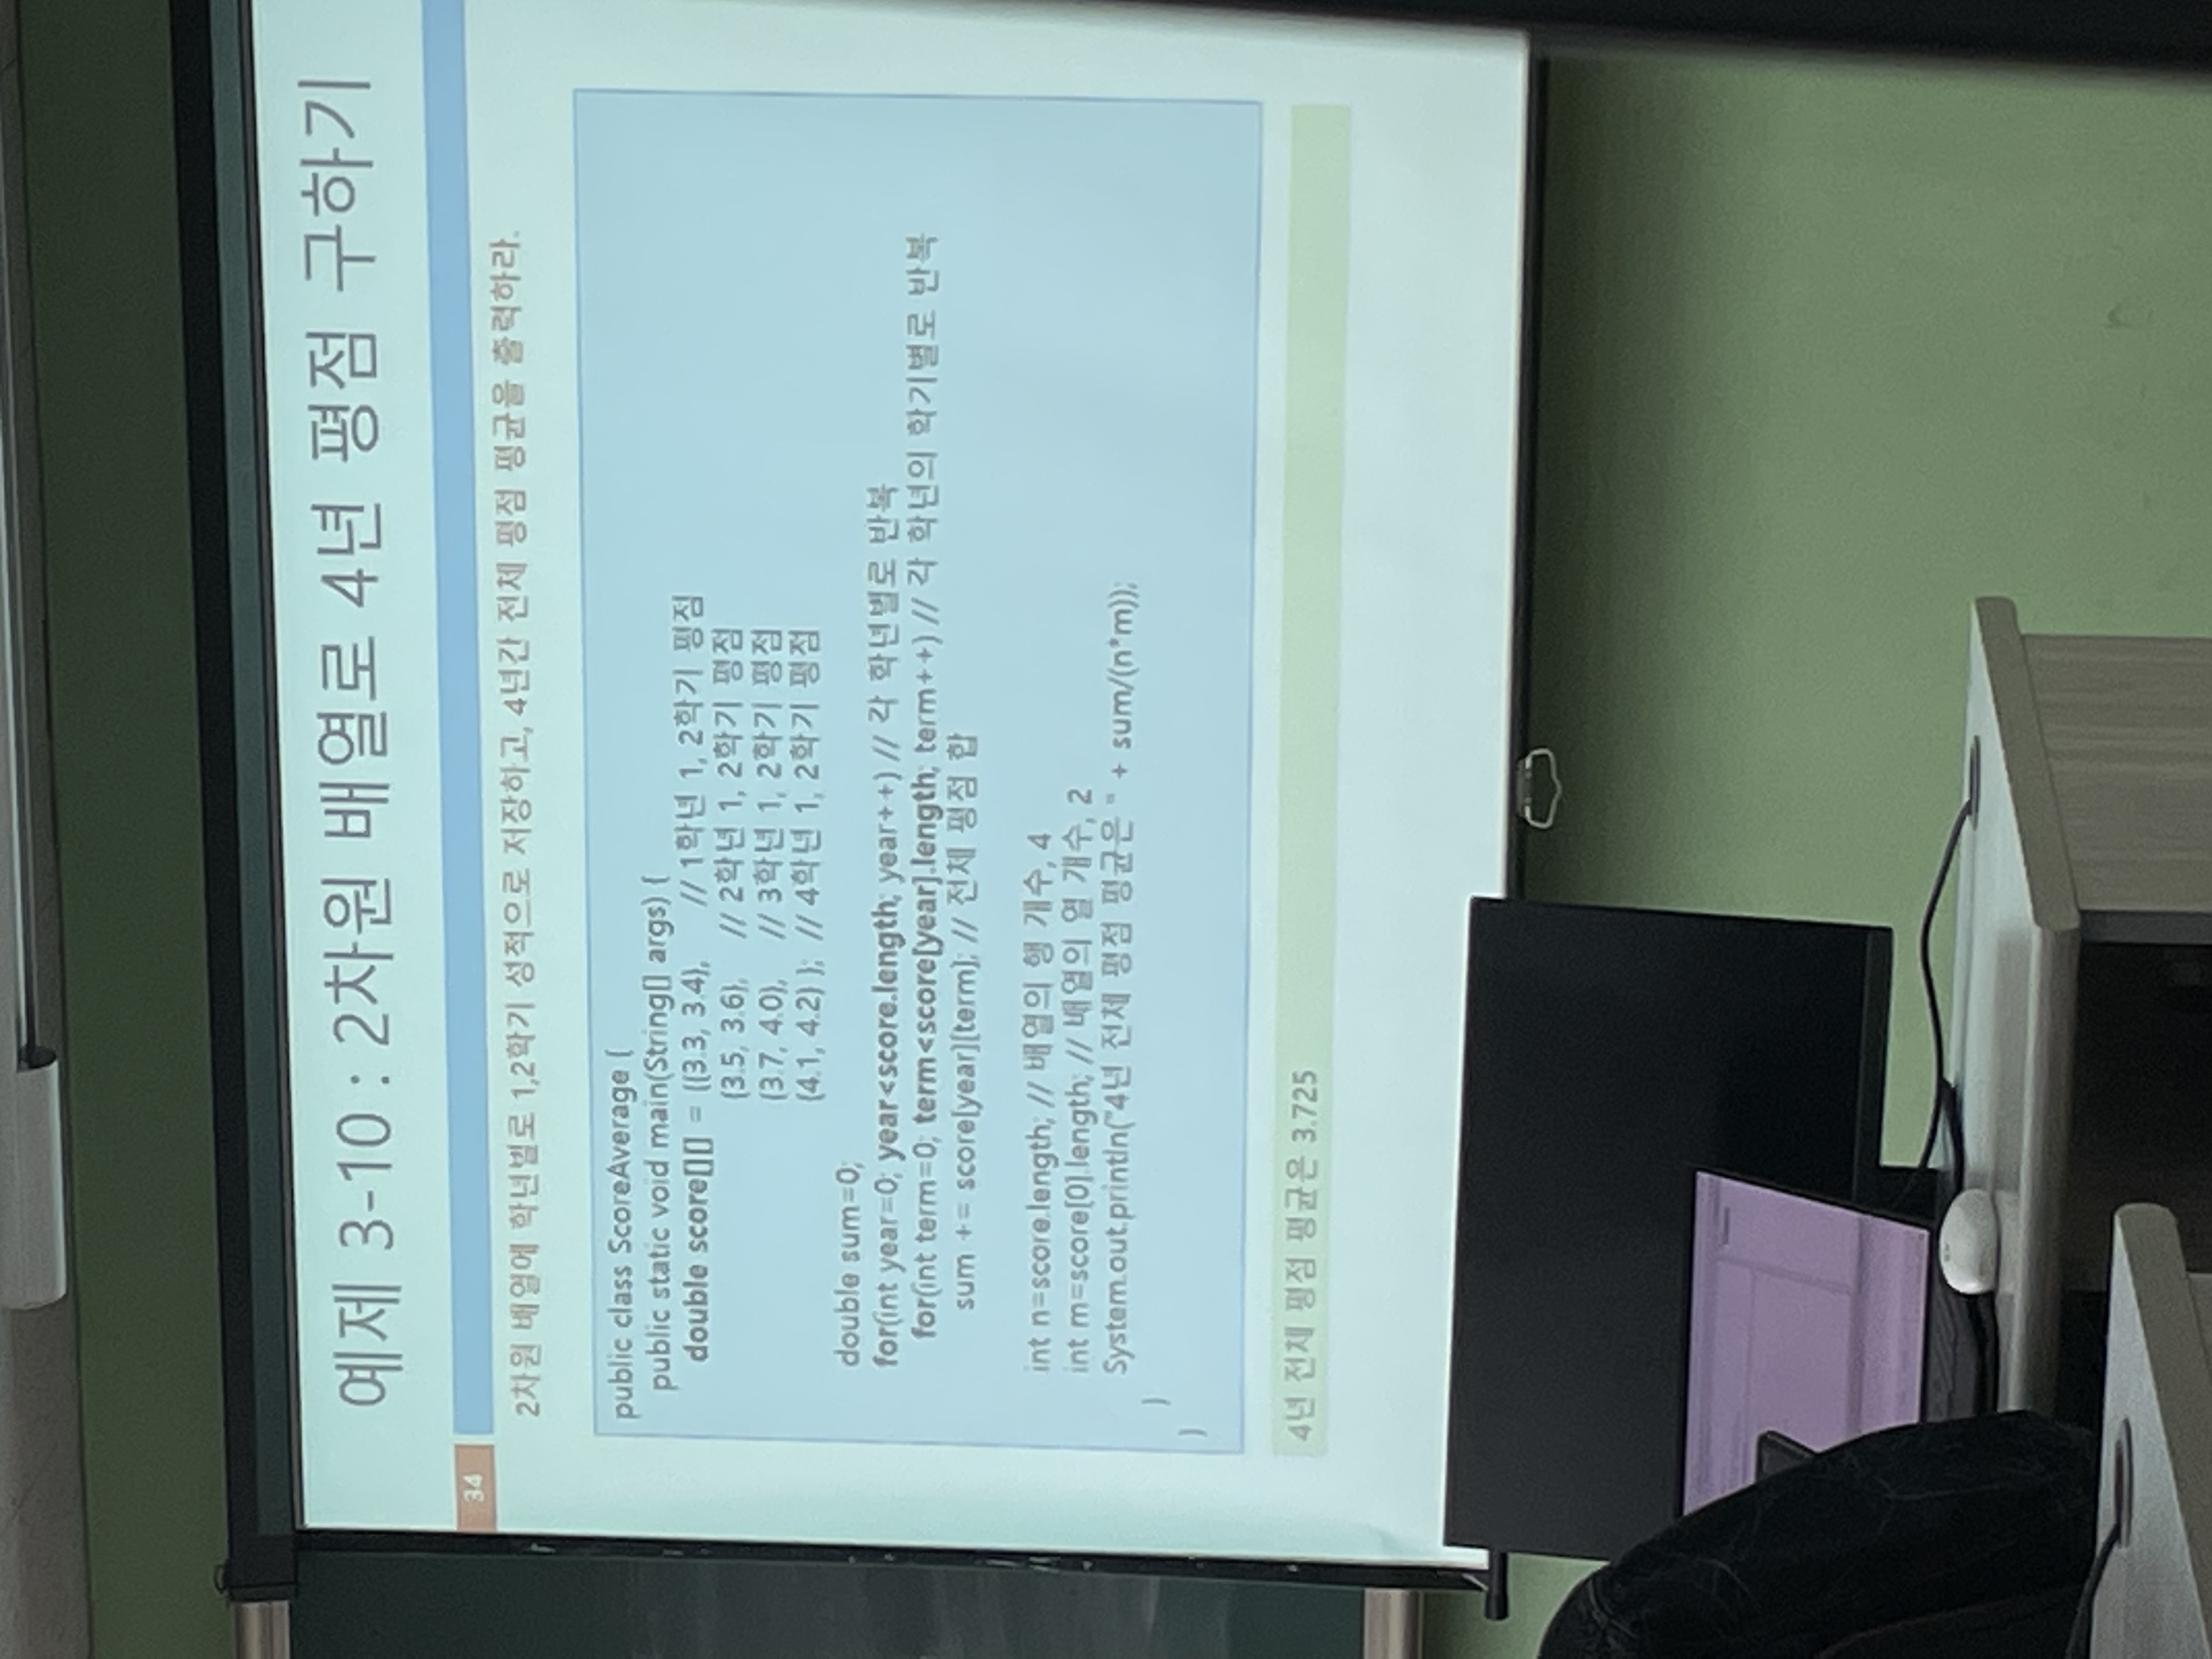 예제 3-10 : 2차원 배열로 4년 평점 구하기
34
2차원 배열에 학년별로 1,2학기 성적으로 저장하고, 4년간 전체 평점 평균을 출력하라.
public class ScoreAverage {
public static void main(String[] args) {
double score[][] = {{3.3, 3.4}, // 1학년 1, 2학기 평점
{3.5, 3.6}, // 2학년 1, 2학기 평점
{3.7, 4.0}, // 3학년 1, 2학기 평점
{4.1, 4.2} }; // 4학년 1, 2학기 평점
double sum=0;
for(int year=0; year<score.length; year++) // 각 학년별로 반복
for(int term=0; term<score[year].length; term++) // 각 학년의 학기별로 반복
sum += score[year][term]; // 전체 평점 합
int n=score.length; // 배열의 행 개수, 4
int m=score[0].length; // 배열의 열 개수, 2
System.out.println("4년 전체 평점 평균은 " + sum/(n*m));
}
}
4년 전체 평점 평균은 3.725